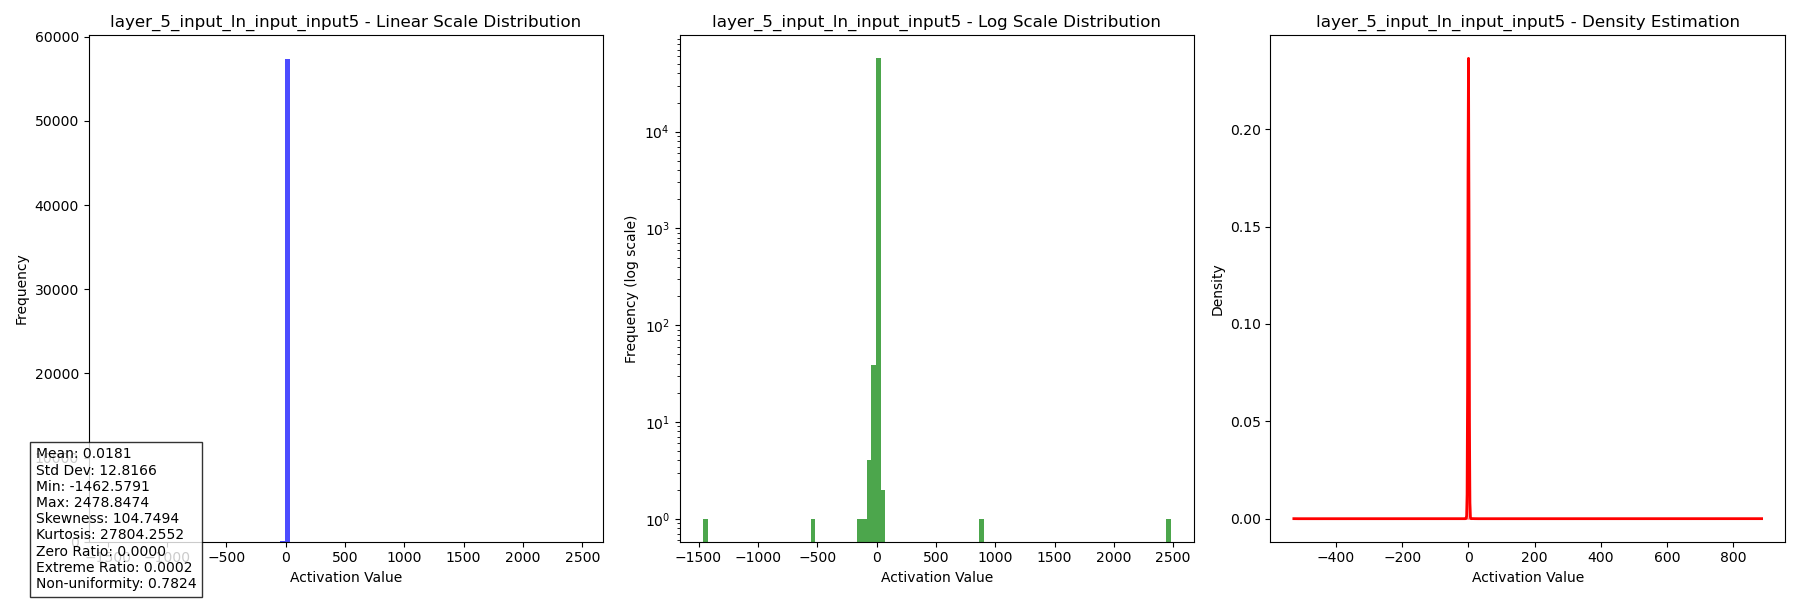 layer_5_input_ln_input_input5 - Linear Scale Distribution
60000
50000
40000
30000
20000
Frequency
−500
0
500
1000
1500
2000
2500
Activation Value
Mean: 0.0181
Std Dev: 12.8166
Min: -1462.5791
Max: 2478.8474
Skewness: 104.7494
Kurtosis: 27804.2552
Zero Ratio: 0.0000
Extreme Ratio: 0.0002
Non-uniformity: 0.7824
layer_5_input_ln_input_input5 - Log Scale Distribution
10^4
10^3
10^2
10^1
10^0
Frequency (log scale)
−1500
−1000
−500
0
500
1000
1500
2000
2500
Activation Value
layer_5_input_ln_input_input5 - Density Estimation
0.20
0.15
0.10
0.05
0.00
Density
−400
−200
0
200
400
600
800
Activation Value